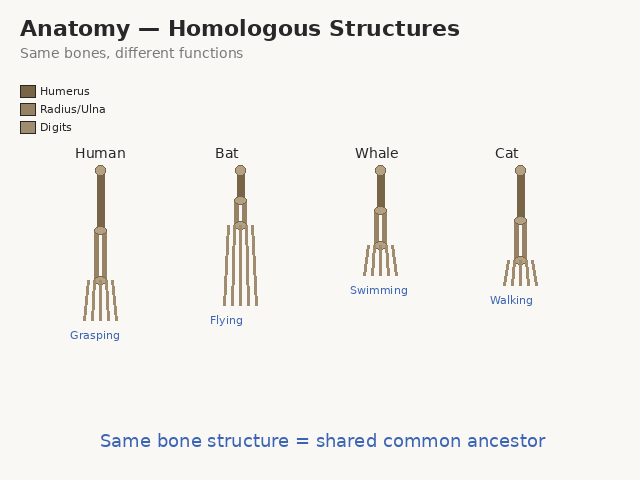 Anatomy — Homologous Structures
Same bones, different functions
Humerus
Radius/Ulna
Digits
Human Bat Whale Cat
Grasping Flying Swimming Walking
Same bone structure = shared common ancestor